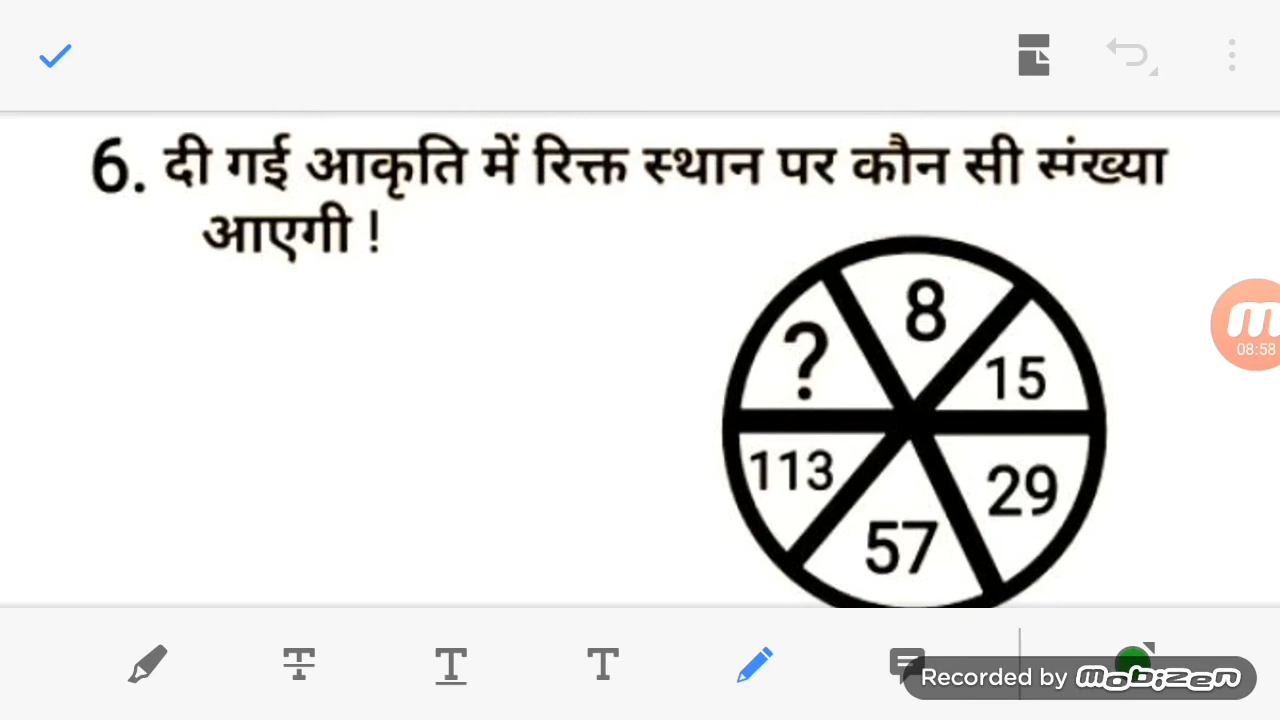 6. दी गई आकृति में रिक्त स्थान पर कौन सी संख्या
आएगी !
8
?
15
113
29
57
08:58
T
T
T
Recorded by mobizen